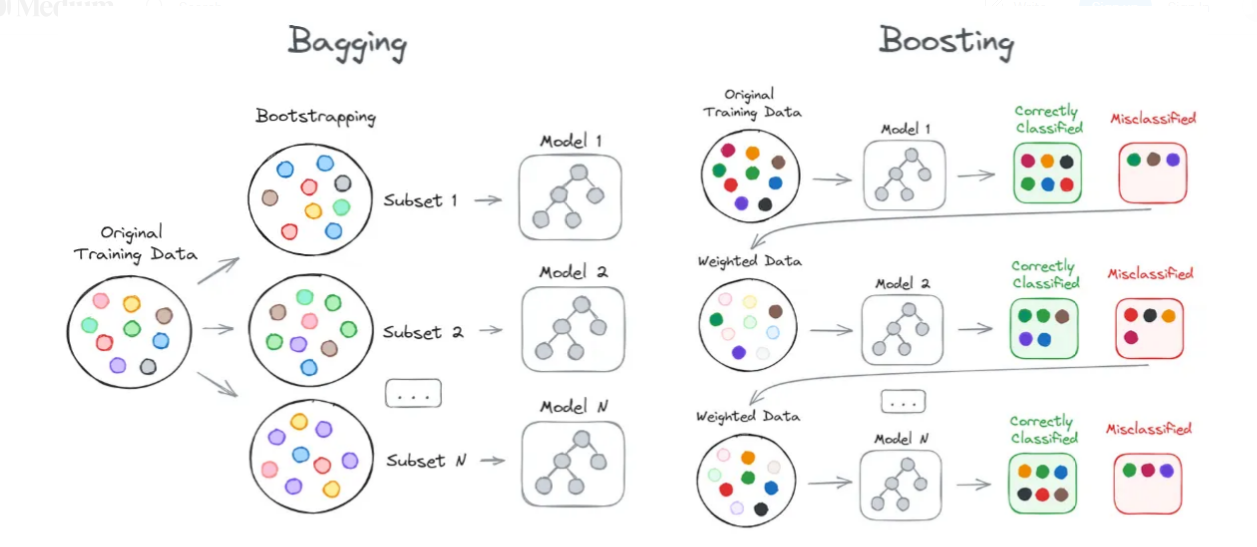 Bagging
Bootstrapping
Original
Training Data
Subset 1
Model 1
Subset 2
Model 2
...
Subset N
Model N
Boosting
Original
Training Data
Model 1
Correctly
Classified
Misclassified
Weighted Data
Model 2
Correctly
Classified
Misclassified
...
Weighted Data
Model N
Correctly
Classified
Misclassified